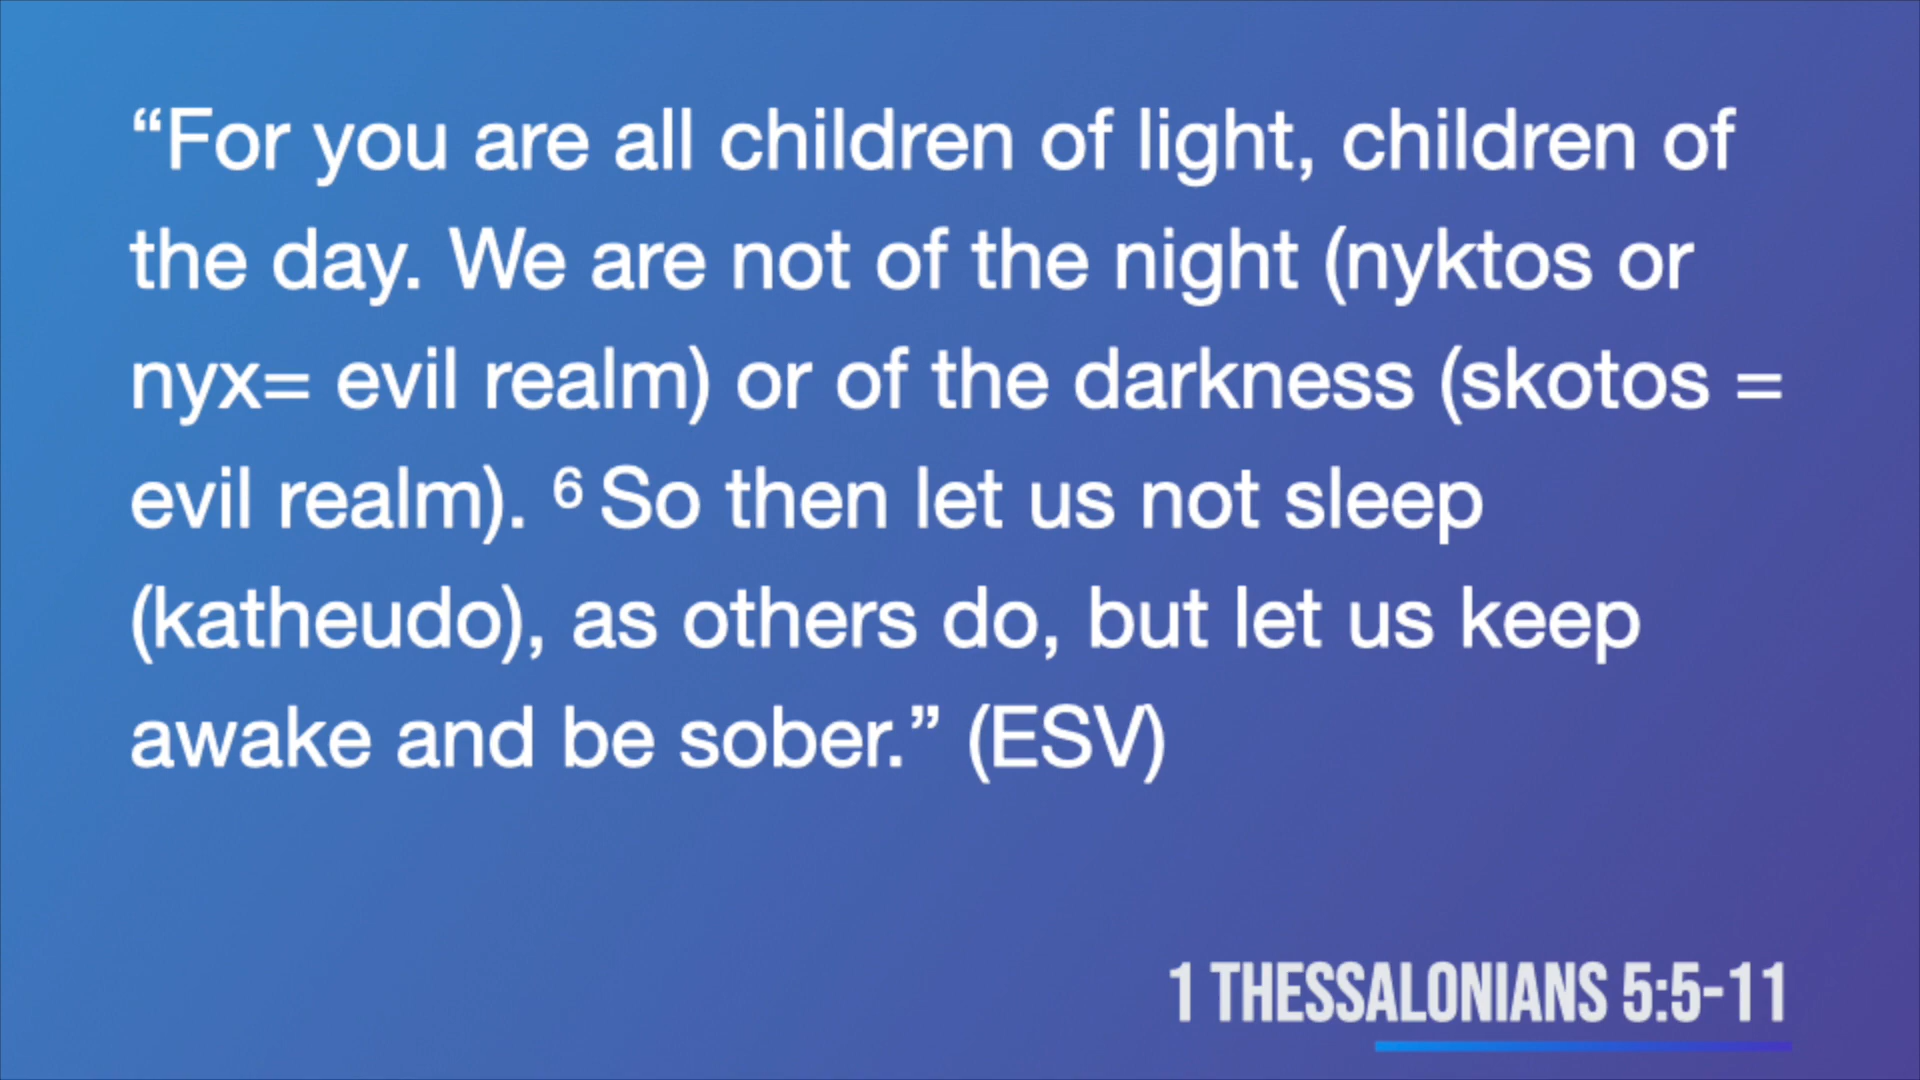 “For you are all children of light, children of
the day. We are not of the night (nyktos or
nyx= evil realm) or of the darkness (skotos =
evil realm). ⁶ So then let us not sleep
(katheudo), as others do, but let us keep
awake and be sober.” (ESV)
1 THESSALONIANS 5:5-11